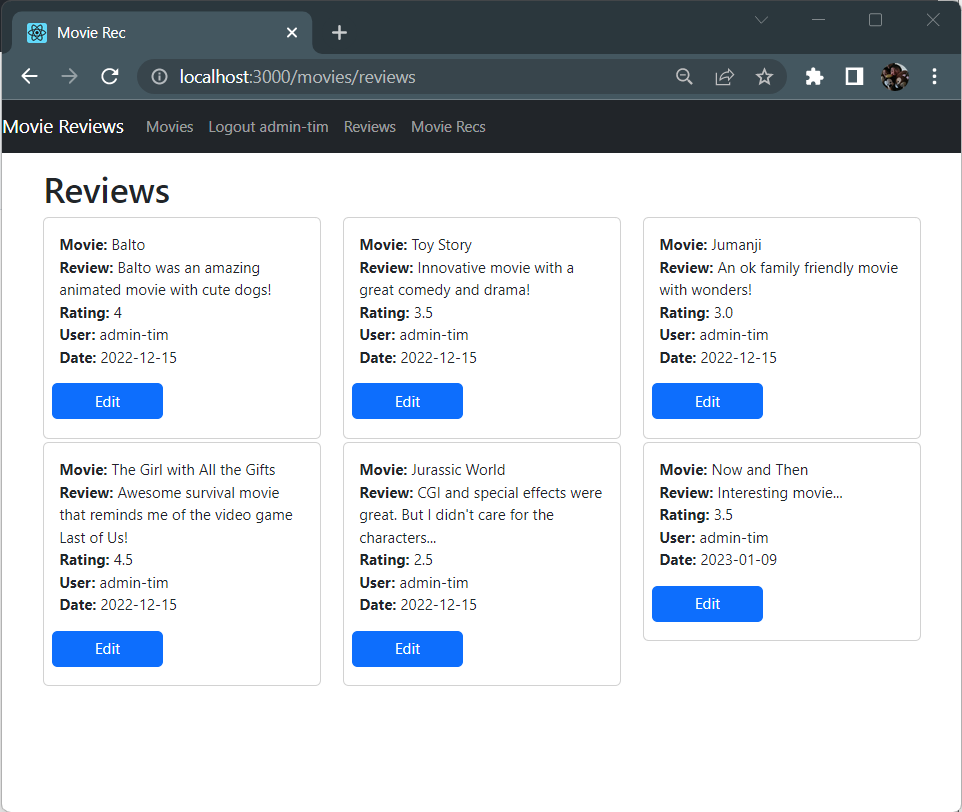 Movie Rec
localhost:3000/movies/reviews
Movie Reviews Movies Logout admin-tim Reviews Movie Recs
Reviews
Movie: Balto
Review: Balto was an amazing
animated movie with cute dogs!
Rating: 4
User: admin-tim
Date: 2022-12-15
Edit
Movie: Toy Story
Review: Innovative movie with a
great comedy and drama!
Rating: 3.5
User: admin-tim
Date: 2022-12-15
Edit
Movie: Jumanji
Review: An ok family friendly movie
with wonders!
Rating: 3.0
User: admin-tim
Date: 2022-12-15
Edit
Movie: The Girl with All the Gifts
Review: Awesome survival movie
that reminds me of the video game
Last of Us!
Rating: 4.5
User: admin-tim
Date: 2022-12-15
Edit
Movie: Jurassic World
Review: CGI and special effects were
great. But I didn't care for the
characters...
Rating: 2.5
User: admin-tim
Date: 2022-12-15
Edit
Movie: Now and Then
Review: Interesting movie...
Rating: 3.5
User: admin-tim
Date: 2023-01-09
Edit